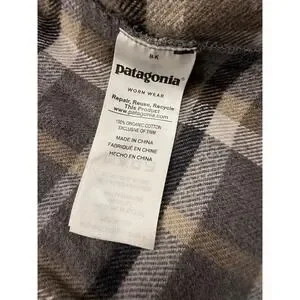 patagonia®
WORN WEAR
Repair, Reuse, Recycle
This Product
www.patagonia.com
100% ORGANIC COTTON
EXCLUSIVE OF TRIM
MADE IN CHINA
FABRIQUÉ EN CHINE
HECHO EN CHINA